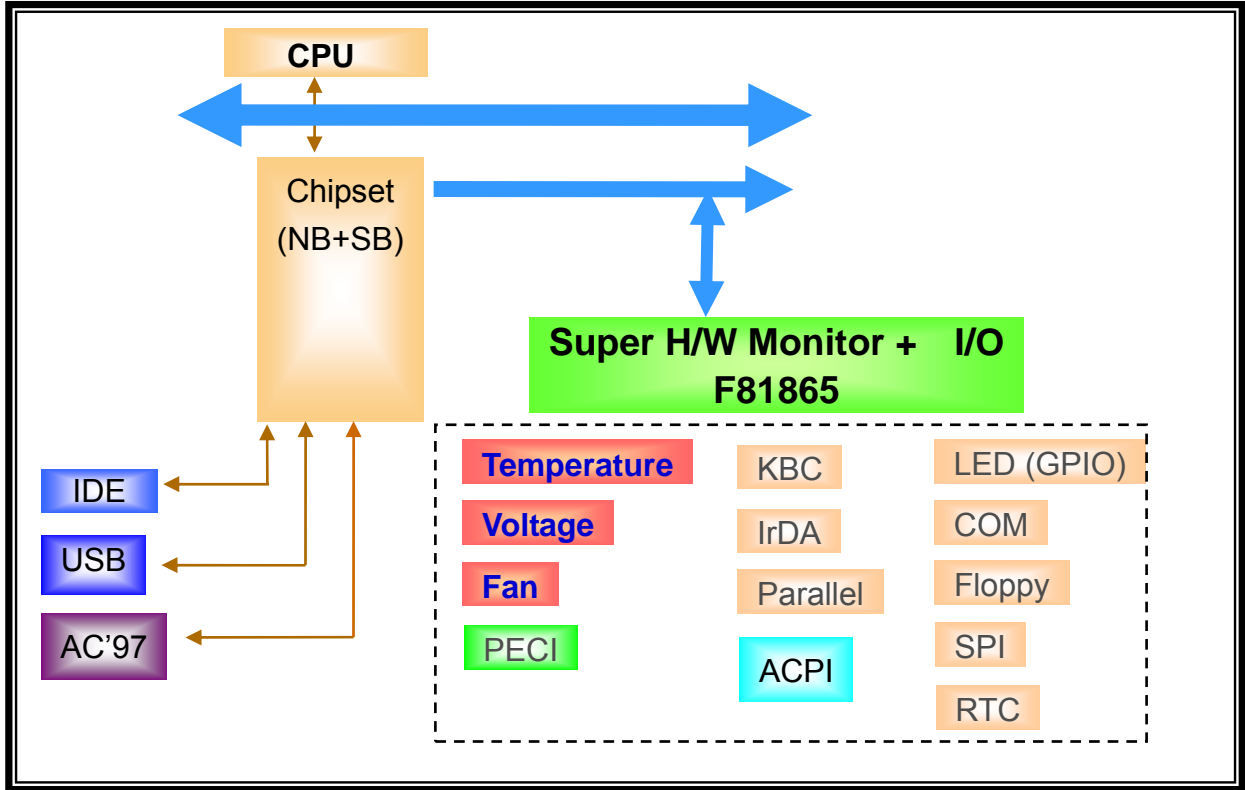 CPU
Chipset
(NB+SB)
Super H/W Monitor + I/O
F81865
IDE
USB
AC’97
Temperature
Voltage
Fan
PECI
KBC
IrDA
Parallel
ACPI
LED (GPIO)
COM
Floppy
SPI
RTC